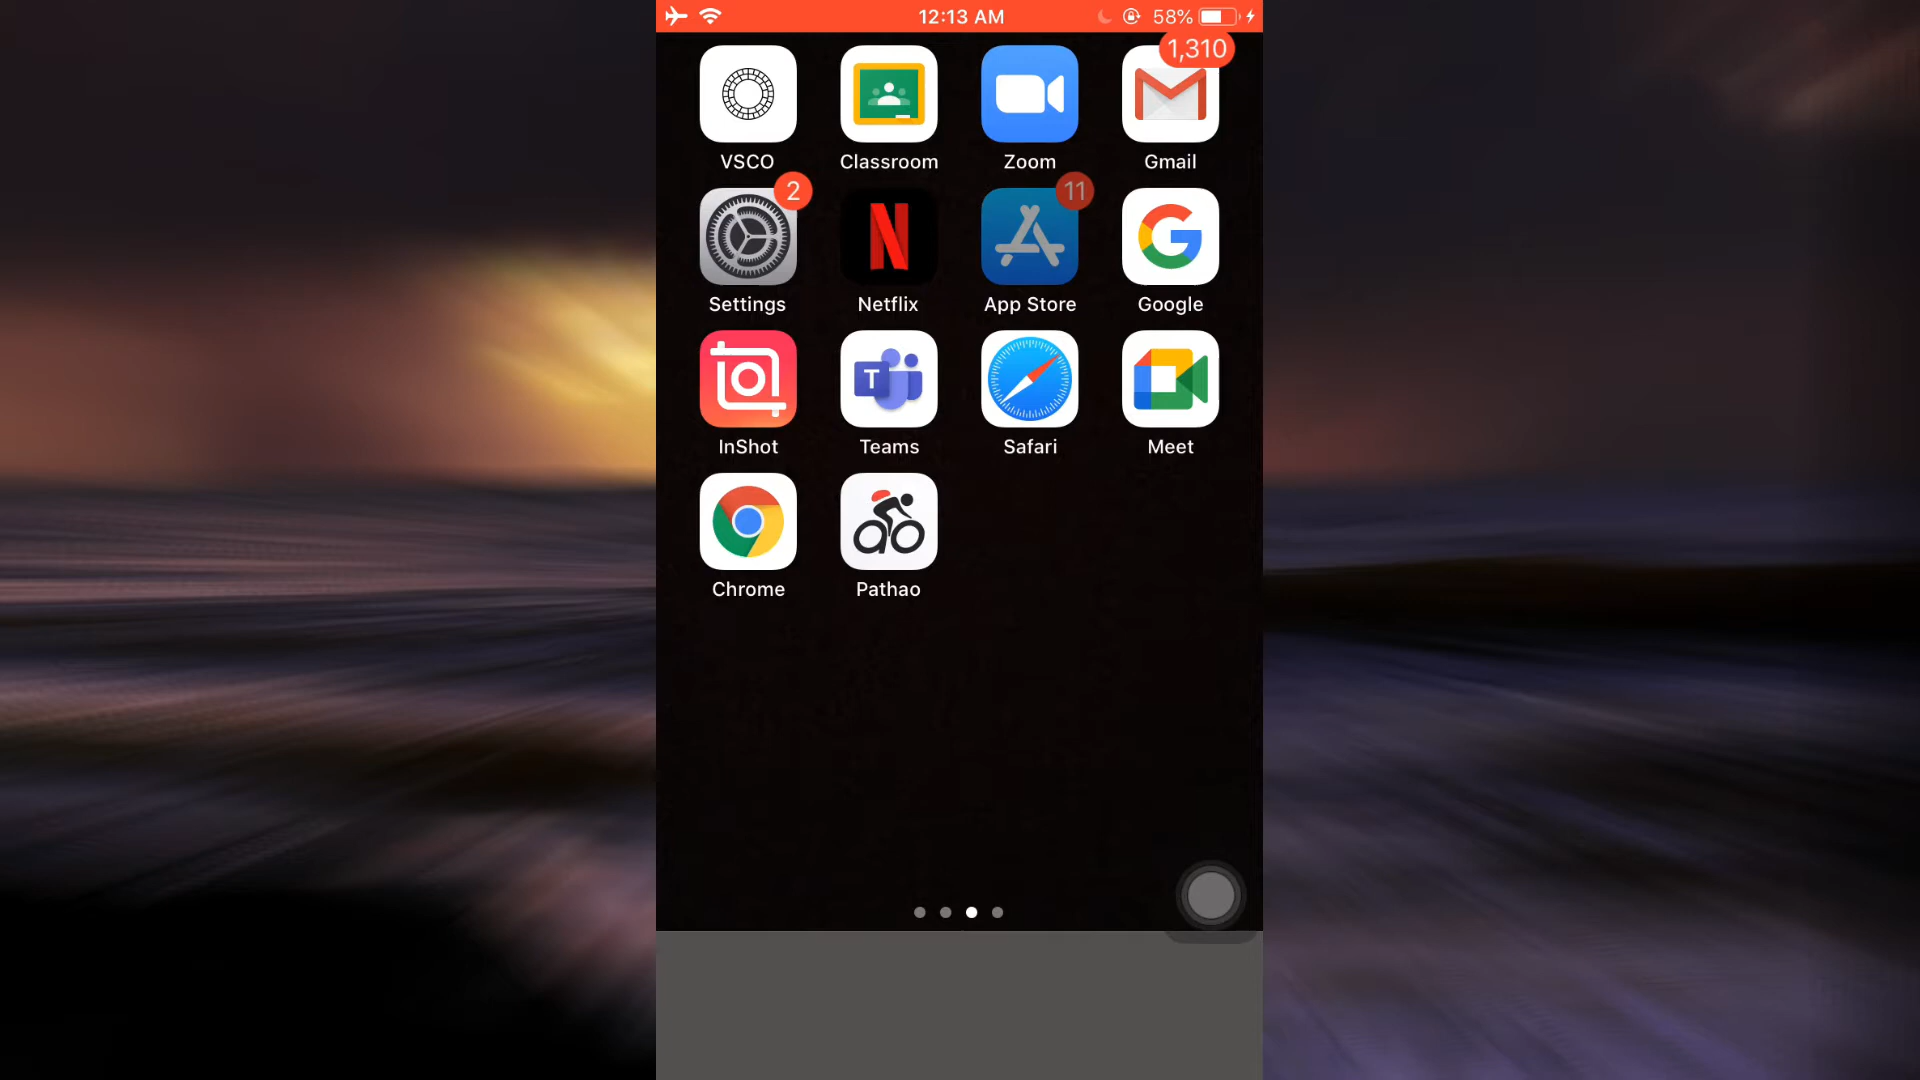 12:13 AM 58%
1,310
VSCO Classroom Zoom Gmail
2 11
Settings Netflix App Store Google
T
InShot Teams Safari Meet
Chrome Pathao